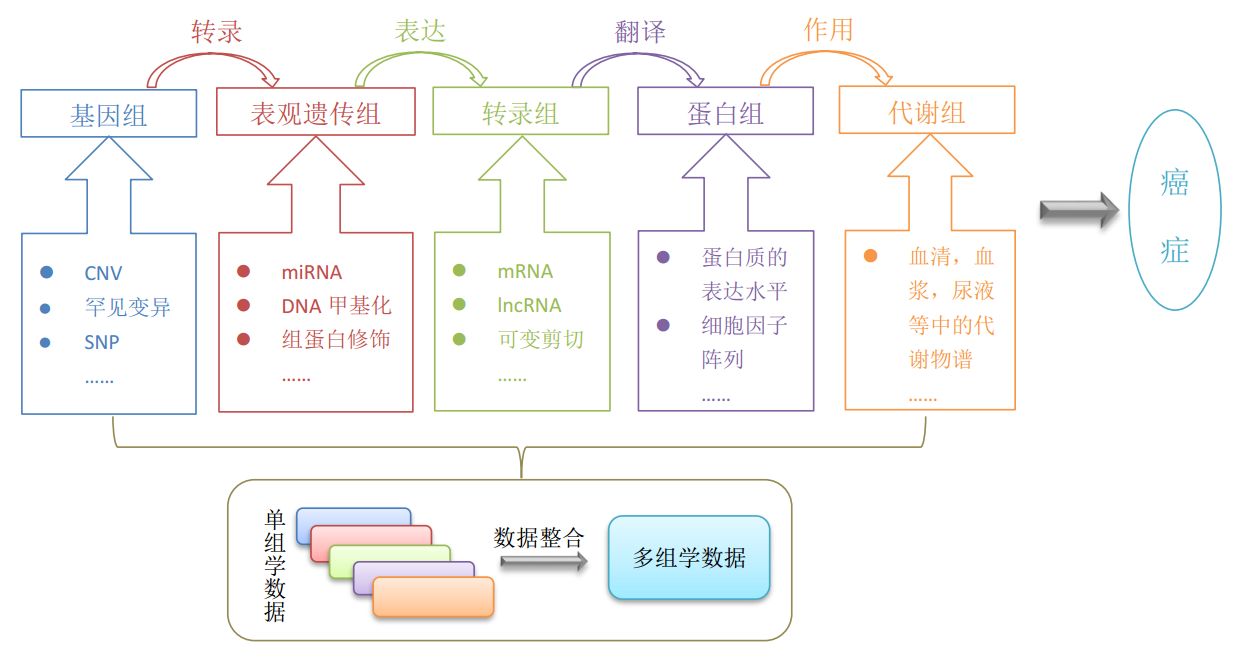 转录
表达
翻译
作用
基因组
表观遗传组
转录组
蛋白组
代谢组
CNV
罕见变异
SNP
……
miRNA
DNA 甲基化
组蛋白修饰
……
mRNA
lncRNA
可变剪切
……
蛋白质的
表达水平
细胞因子
阵列
……
血清，血
浆，尿液
等中的代
谢物谱
……
癌
症
单
组
学
数
据
数据整合
多组学数据